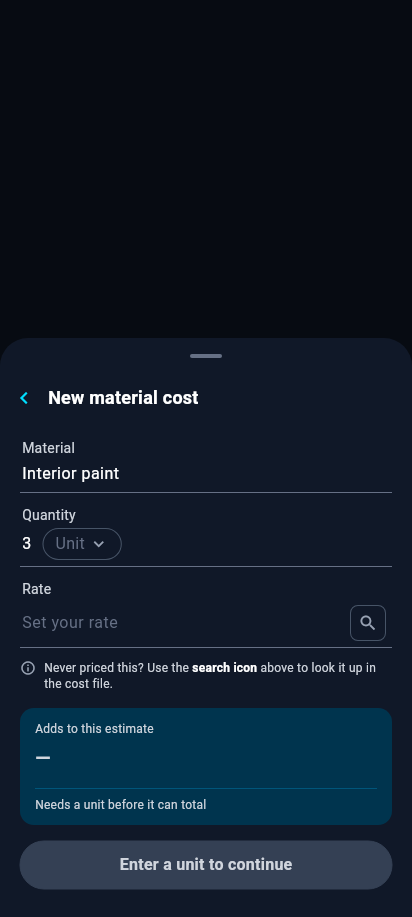 New material cost
Material
Interior paint
Quantity
3 Unit
Rate
Set your rate
Never priced this? Use the search icon above to look it up in
the cost file.
Adds to this estimate
—
Needs a unit before it can total
Enter a unit to continue